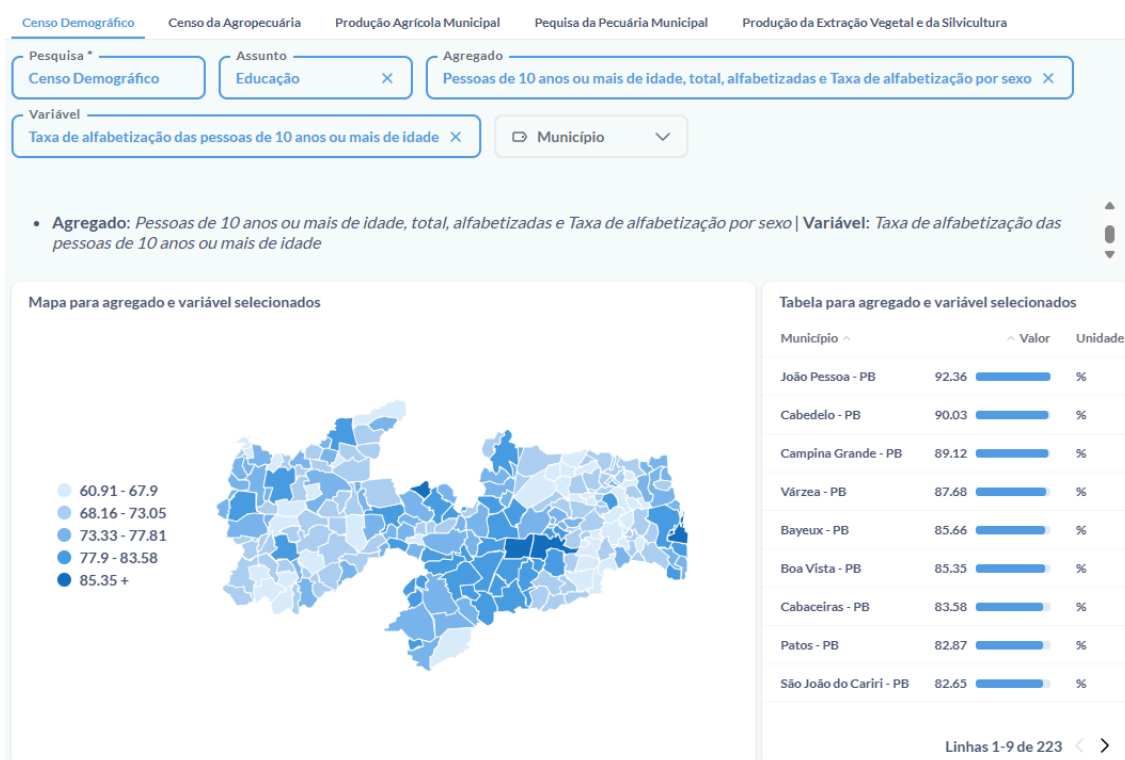 Censo Demográfico Censo da Agropecuária Produção Agrícola Municipal Pequisa da Pecuária Municipal Produção da Extração Vegetal e da Silvicultura
Pesquisa * Assunto Agregado
Censo Demográfico Educação Pessoas de 10 anos ou mais de idade, total, alfabetizadas e Taxa de alfabetização por sexo
Variável
Taxa de alfabetização das pessoas de 10 anos ou mais de idade Município
• Agregado: Pessoas de 10 anos ou mais de idade, total, alfabetizadas e Taxa de alfabetização por sexo | Variável: Taxa de alfabetização das
pessoas de 10 anos ou mais de idade
Mapa para agregado e variável selecionados
60.91 - 67.9
68.16 - 73.05
73.33 - 77.81
77.9 - 83.58
85.35 +
Tabela para agregado e variável selecionados
Município Valor Unidade
João Pessoa - PB 92.36 %
Cabedelo - PB 90.03 %
Campina Grande - PB 89.12 %
Várzea - PB 87.68 %
Bayeux - PB 85.66 %
Boa Vista - PB 85.35 %
Cabaceiras - PB 83.58 %
Patos - PB 82.87 %
São João do Cariri - PB 82.65 %
Linhas 1-9 de 223